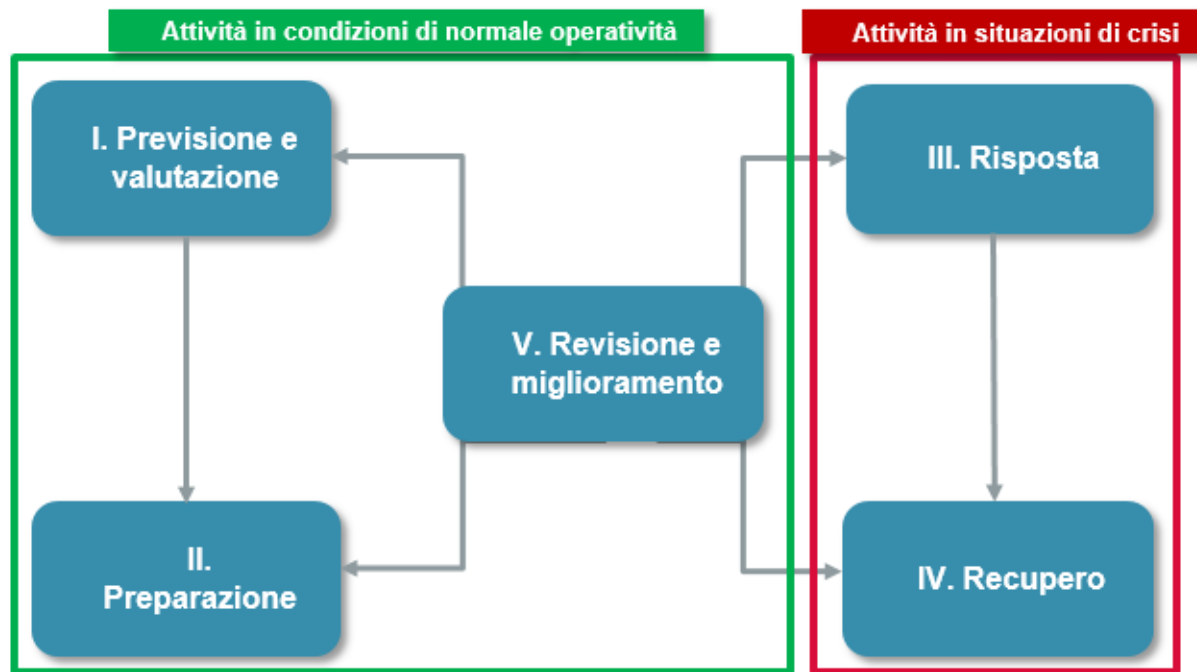 Attività in condizioni di normale operatività
Attività in situazioni di crisi
I. Previsione e
valutazione
III. Risposta
V. Revisione e
miglioramento
II.
Preparazione
IV. Recupero